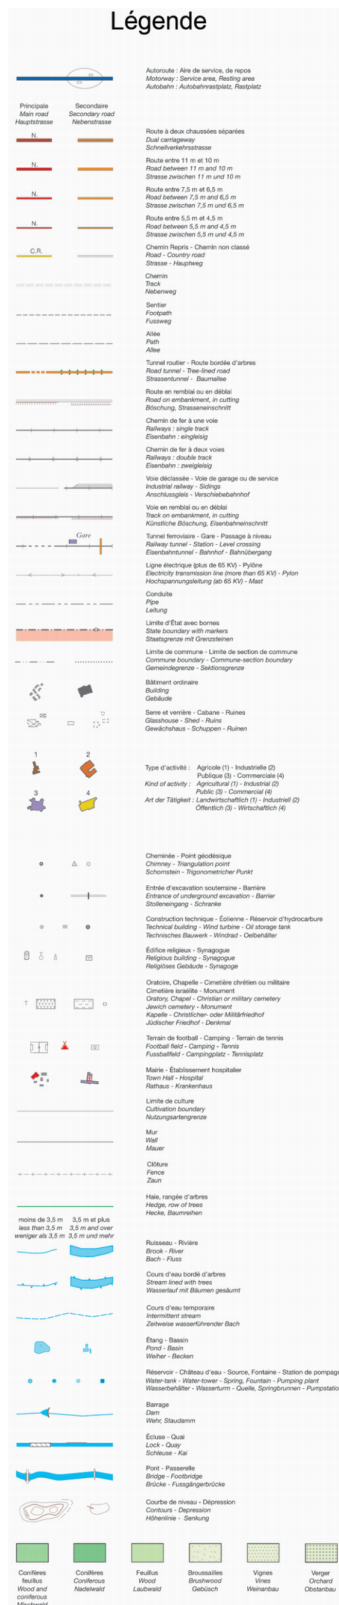 Légende
Autoroute : Aire de service, de repos
Motorway : Service area, Resting area
Autobahn : Autobahnrastplatz, Rastplatz
Principale
Main road
Hauptstrasse
Secondaire
Secondary road
Nebenstrasse
N.
Route à deux chaussées séparées
Dual carriageway
Schnellverkehrsstrasse
N.
Route entre 11 m et 10 m
Road between 11 m and 10 m
Strasse zwischen 11 m und 10 m
N.
Route entre 7,5 m et 6,5 m
Road between 7,5 m and 6,5 m
Strasse zwischen 7,5 m und 6,5 m
N.
Route entre 5,5 m et 4,5 m
Road between 5,5 m and 4,5 m
Strasse zwischen 5,5 m und 4,5 m
C.R.
Chemin Repris - Chemin non classé
Road - Country road
Strasse - Hauptweg
Chemin
Track
Nebenweg
Sentier
Footpath
Fussweg
Allée
Path
Allee
Tunnel routier - Route bordée d'arbres
Road tunnel - Tree-lined road
Strassentunnel - Baumallee
Route en remblai ou en déblai
Road on embankment, in cutting
Böschung, Strasseneinschnitt
Chemin de fer à une voie
Railways : single track
Eisenbahn : eingleisig
Chemin de fer à deux voies
Railways : double track
Eisenbahn : zweigleisig
Voie déclassée - Voie de garage ou de service
Industrial railway - Sidings
Anschlussgleis - Verschiebebahnhof
Voie en remblai ou en déblai
Track on embankment, in cutting
Künstliche Böschung, Eisenbahneinschnitt
Gare
Tunnel ferroviaire - Gare - Passage à niveau
Railway tunnel - Station - Level crossing
Eisenbahntunnel - Bahnhof - Bahnübergang
Ligne électrique (plus de 65 KV) - Pylône
Electricity transmission line (more than 65 KV) - Pylon
Hochspannungsleitung (ab 65 KV) - Mast
Conduite
Pipe
Leitung
Limite d'État avec bornes
State boundary with markers
Staatsgrenze mit Grenzsteinen
Limite de commune - Limite de section de commune
Commune boundary - Commune-section boundary
Gemeindegrenze - Sektionsgrenze
Bâtiment ordinaire
Building
Gebäude
Serre et verrière - Cabane - Ruines
Glasshouse - Shed - Ruins
Gewächshaus - Schuppen - Ruinen
1 2
3 4
Type d'activité : Agricole (1) - Industrielle (2)
Publique (3) - Commerciale (4)
Kind of activity : Agricultural (1) - Industrial (2)
Public (3) - Commercial (4)
Art der Tätigkeit : Landwirtschaftlich (1) - Industriell (2)
Öffentlich (3) - Wirtschaftlich (4)
Cheminée - Point géodésique
Chimney - Triangulation point
Schornstein - Trigonometricher Punkt
Entrée d'excavation souterraine - Barrière
Entrance of underground excavation - Barrier
Stolleneingang - Schranke
Construction technique - Éolienne - Réservoir d'hydrocarbure
Technical building - Wind turbine - Oil storage tank
Technisches Bauwerk - Windrad - Oelbehälter
Édifice religieux - Synagogue
Religious building - Synagogue
Religiöses Gebäude - Synagoge
Oratoire, Chapelle - Cimetière chrétien ou militaire
Cimetière israélite - Monument
Oratory, Chapel - Christian or military cemetery
Jewich cemetery - Monument
Kapelle - Christlicher- oder Militärfriedhof
Jüdischer Friedhof - Denkmal
Terrain de football - Camping - Terrain de tennis
Football field - Camping - Tennis
Fussballfeld - Campingplatz - Tennisplatz
Mairie - Établissement hospitalier
Town Hall - Hospital
Rathaus - Krankenhaus
Limite de culture
Cultivation boundary
Nutzungsartengrenze
Mur
Wall
Mauer
Clôture
Fence
Zaun
Haie, rangée d'arbres
Hedge, row of trees
Hecke, Baumreihen
moins de 3,5 m
less than 3,5 m
weniger als 3,5 m
3,5 m et plus
3,5 m and over
3,5 m und mehr
Ruisseau - Rivière
Brook - River
Bach - Fluss
Cours d'eau bordé d'arbres
Stream lined with trees
Wasserlauf mit Bäumen gesäumt
Cours d'eau temporaire
Intermittent stream
Zeitweise wasserführender Bach
Étang - Bassin
Pond - Basin
Weiher - Becken
Réservoir - Château d'eau - Source, Fontaine - Station de pompage
Water-tank - Water-tower - Spring, Fountain - Pumping plant
Wasserbehälter - Wasserturm - Quelle, Springbrunnen - Pumpstatio
Barrage
Dam
Wehr, Staudamm
Écluse - Quai
Lock - Quay
Schleuse - Kai
Pont - Passerelle
Bridge - Footbridge
Brücke - Fussgängerbrücke
Courbe de niveau - Dépression
Contours - Depression
Höhenlinie - Senkung
Conifères
feuillus
Wood and
coniferous
Mischwald
Conifères
Coniferous
Nadelwald
Feuillus
Wood
Laubwald
Broussailles
Brushwood
Gebüsch
Vignes
Vines
Weinanbau
Verger
Orchard
Obstanbau